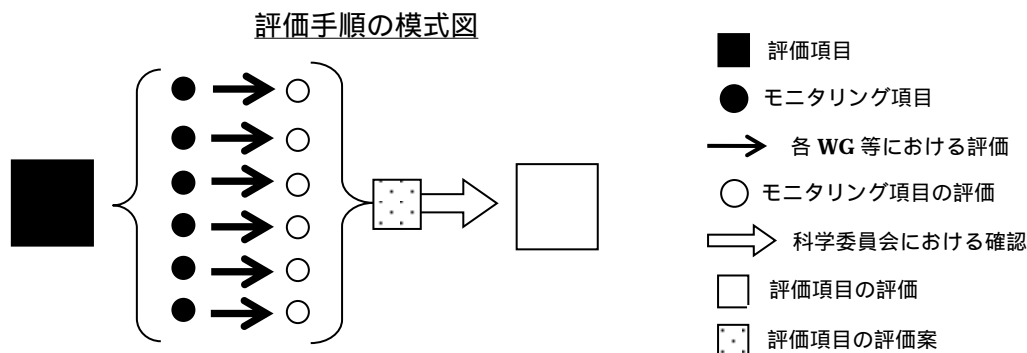 評価手順の模式図
評価項目
モニタリング項目
各 WG 等における評価
モニタリング項目の評価
科学委員会における確認
評価項目の評価
評価項目の評価案